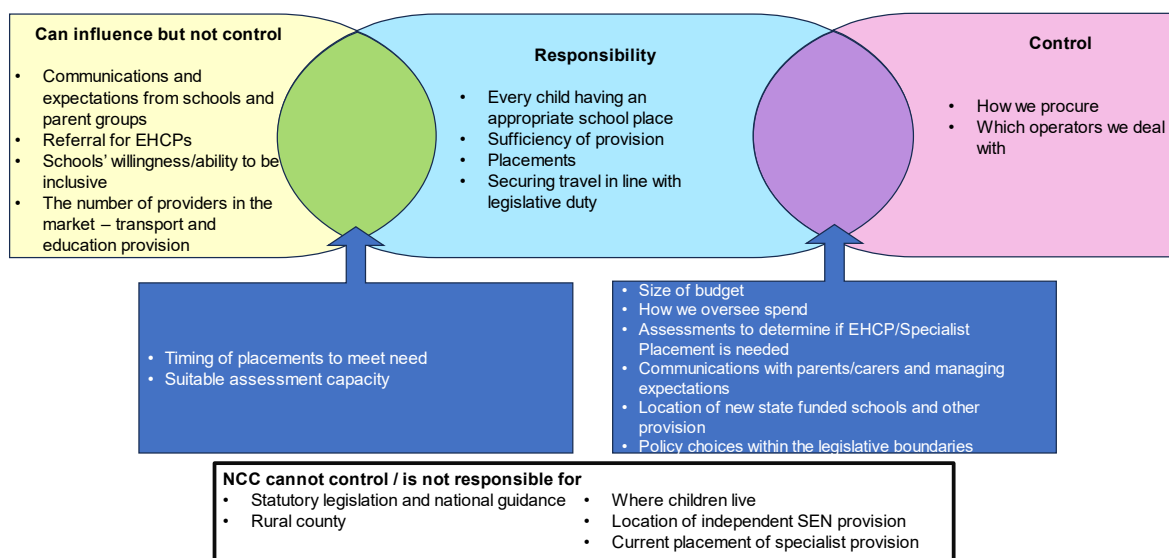 Can influence but not control
• Communications and
expectations from schools and
parent groups
• Referral for EHCPs
• Schools’ willingness/ability to be
inclusive
• The number of providers in the
market – transport and
education provision
Responsibility
• Every child having an
appropriate school place
• Sufficiency of provision
• Placements
• Securing travel in line with
legislative duty
Control
• How we procure
• Which operators we deal
with
• Timing of placements to meet need
• Suitable assessment capacity
• Size of budget
• How we oversee spend
• Assessments to determine if EHCP/Specialist
Placement is needed
• Communications with parents/carers and managing
expectations
• Location of new state funded schools and other
provision
• Policy choices within the legislative boundaries
NCC cannot control / is not responsible for
• Statutory legislation and national guidance
• Rural county
• Where children live
• Location of independent SEN provision
• Current placement of specialist provision